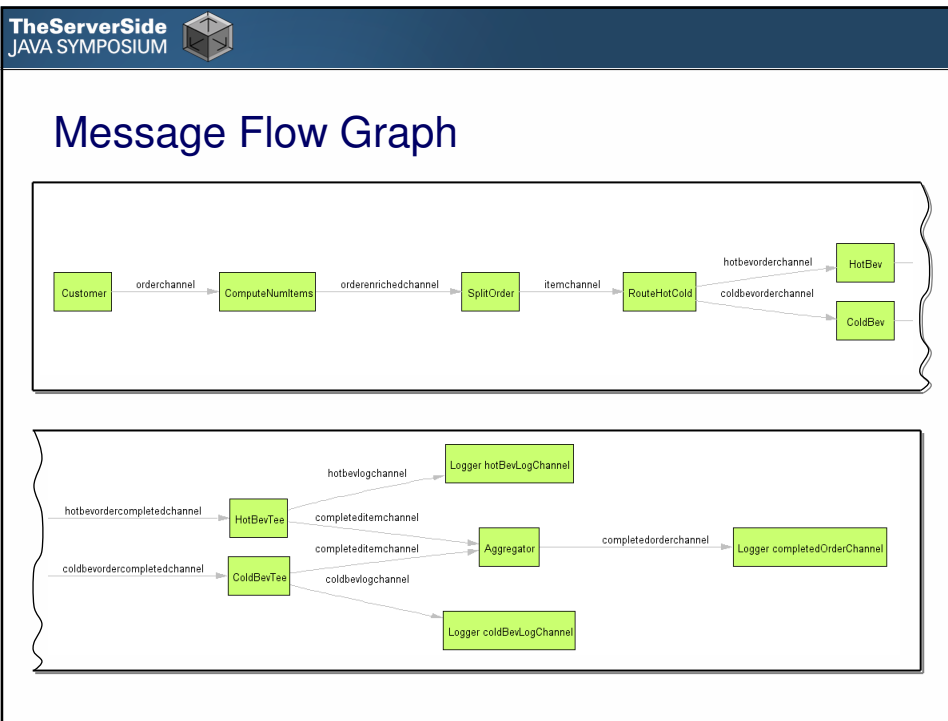 TheServerSide
JAVA SYMPOSIUM
Message Flow Graph
Customer
orderchannel
ComputeNumItems
orderenrichedchannel
SplitOrder
itemchannel
RouteHotCold
hotbevorderchannel
HotBev
coldbevorderchannel
ColdBev
hotbevordercompletedchannel
HotBevTee
hotbevlogchannel
Logger hotBevLogChannel
completeditemchannel
coldbevordercompletedchannel
ColdBevTee
completeditemchannel
coldbevlogchannel
Aggregator
completedorderchannel
Logger completedOrderChannel
Logger coldBevLogChannel